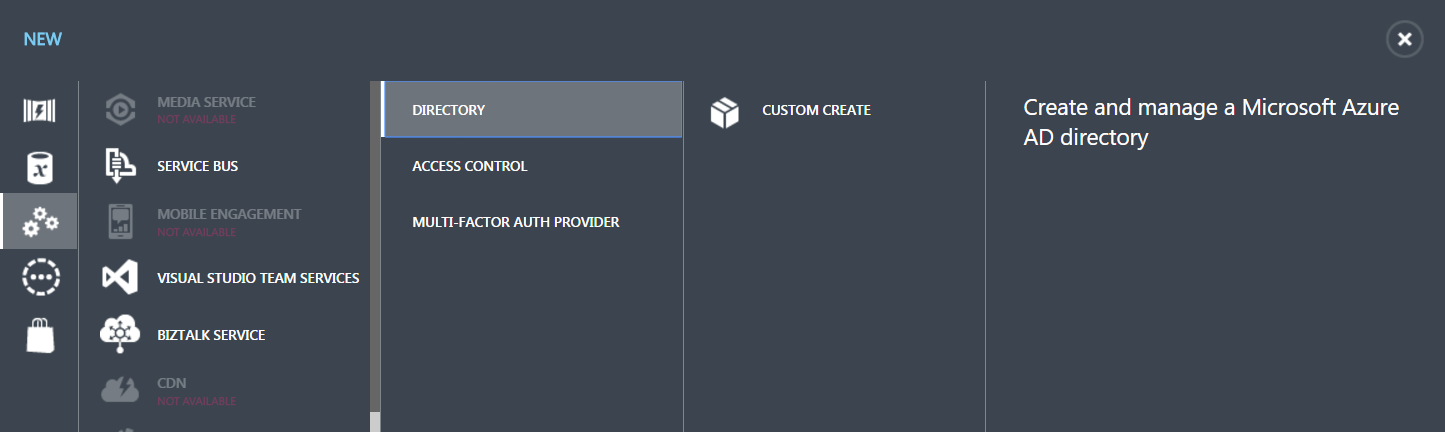 NEW
MEDIA SERVICE
NOT AVAILABLE
SERVICE BUS
MOBILE ENGAGEMENT
NOT AVAILABLE
VISUAL STUDIO TEAM SERVICES
BIZTALK SERVICE
CDN
NOT AVAILABLE
DIRECTORY
ACCESS CONTROL
MULTI-FACTOR AUTH PROVIDER
CUSTOM CREATE
Create and manage a Microsoft Azure
AD directory